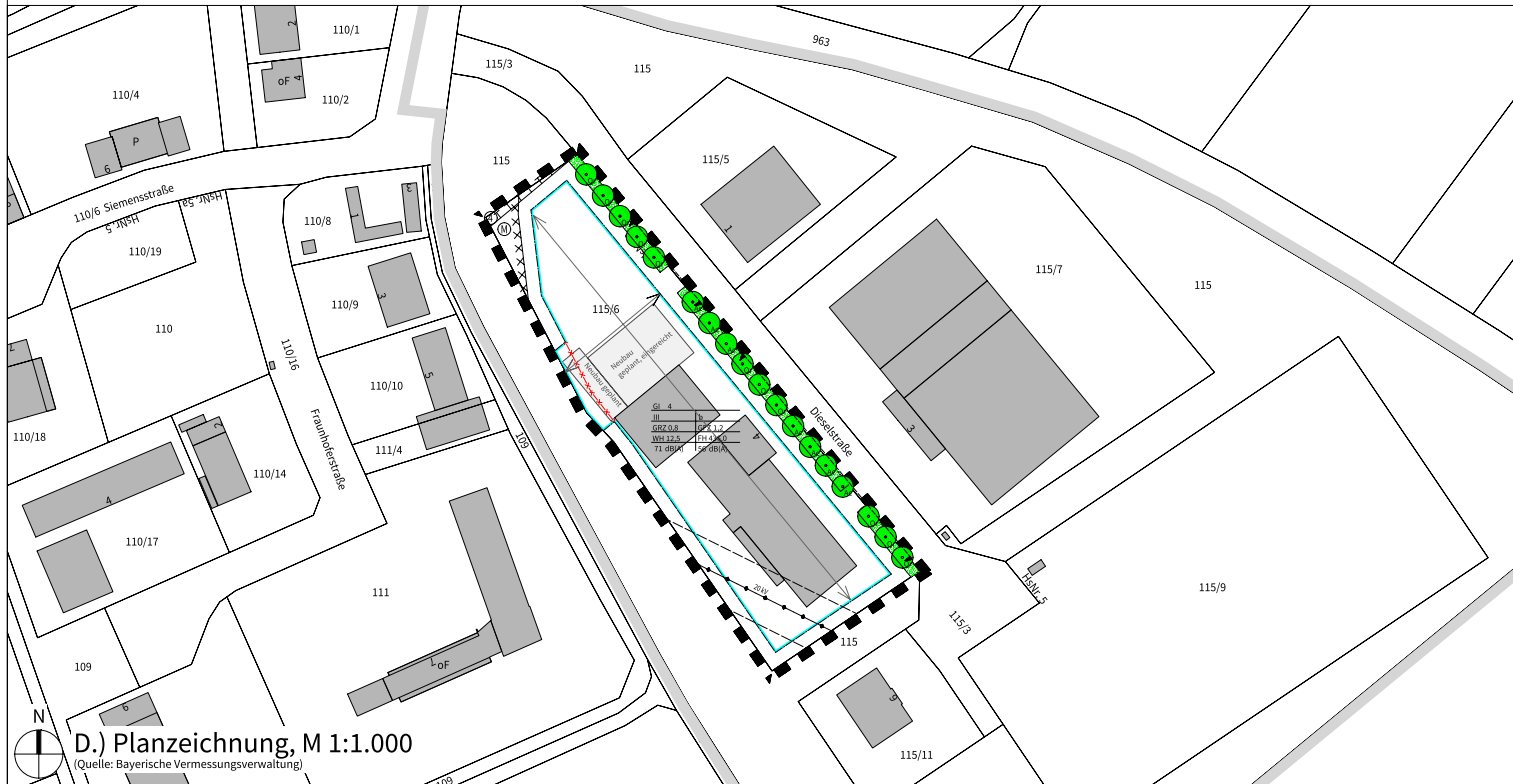 963
110/1
2
115/3
115
oF
4
110/2
110/4
P
6
115
115/5
1
110/6 Siemensstraße
HsNr. 5
HsNr. 5a
110/8
1
3
M
110/19
115/7
115
110/9
3
115/6
110
110/16
Neubau
geplant, eingereicht
Neubau geplant
7
110/10
5
GI 4
III
b
GRZ 0,8
GFZ 1,2
WH 12,5
71 dB(A)
56 dB(A)
4
Dieselstraße
3
110/18
Fraunhoferstraße
2
111/4
109
110/14
4
110/17
20 kV
111
HsNr. 5
115/9
115/3
115
7
oF
109
6
9
115/11
109
N
D.) Planzeichnung, M 1:1.000
(Quelle: Bayerische Vermessungsverwaltung)